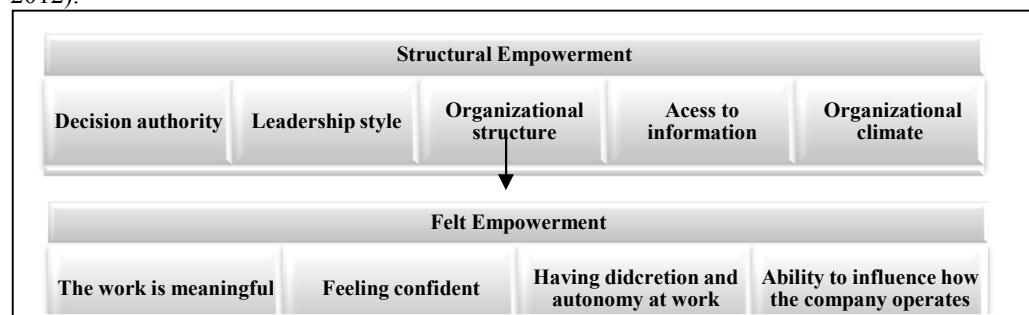 2012).
Structural Empowerment
Decision authority
Leadership style
Organizational
structure
Acess to
information
Organizational
climate
Felt Empowerment
The work is meaningful
Feeling confident
Having didcretion and
autonomy at work
Ability to influence how
the company operates